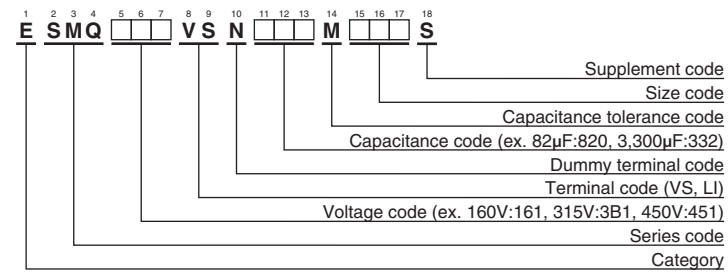 1 2 3 4 5 6 7 8 9 10 11 12 13 14 15 16 17 18
E SMQ □□□ VS N □□□ M □□□ S
Supplement code
Size code
Capacitance tolerance code
Capacitance code (ex. 82µF:820, 3,300µF:332)
Dummy terminal code
Terminal code (VS, LI)
Voltage code (ex. 160V:161, 315V:3B1, 450V:451)
Series code
Category